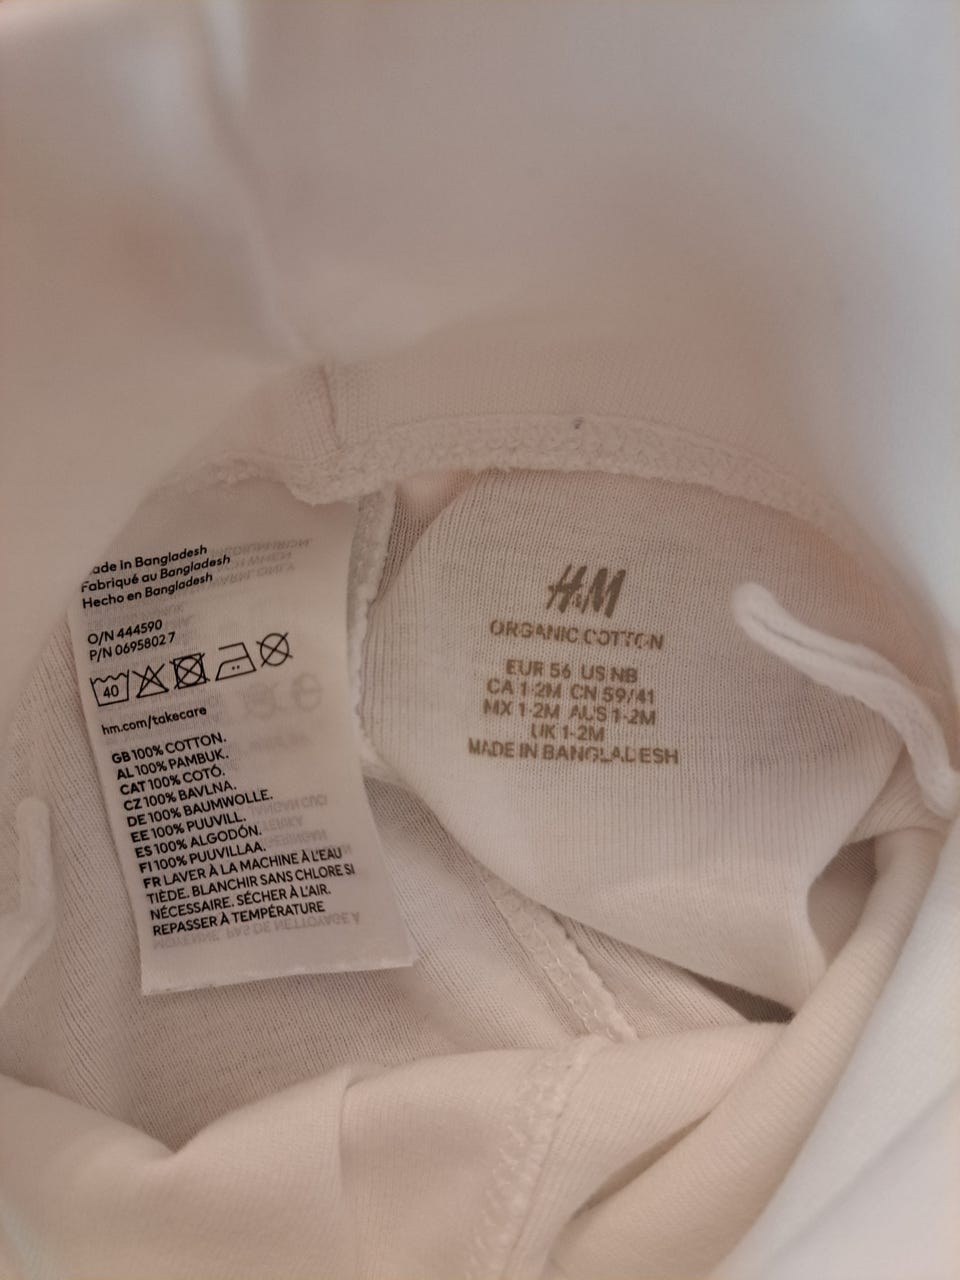 ade in Bangladesh
Fabriqué au Bangladesh
Hecho en Bangladesh
O/N 444590
P/N 0695802 7
40
hm.com/takecare
GB 100% COTTON.
AL 100% PAMBUK.
CAT 100% COTÓ.
CZ 100% BAVLNA.
DE 100% BAUMWOLLE.
EE 100% PUUVILL.
ES 100% ALGODÓN.
FI 100% PUUVILLAA.
FR LAVER À LA MACHINE À L'EAU
TIÈDE. BLANCHIR SANS CHLORE SI
NÉCESSAIRE. SÉCHER À L'AIR.
REPASSER À TEMPÉRATURE
H&M
ORGANIC COTTON
EUR 56 US NB
CA 1-2M CN 59/41
MX 1-2M AUS 1-2M
UK 1-2M
MADE IN BANGLADESH